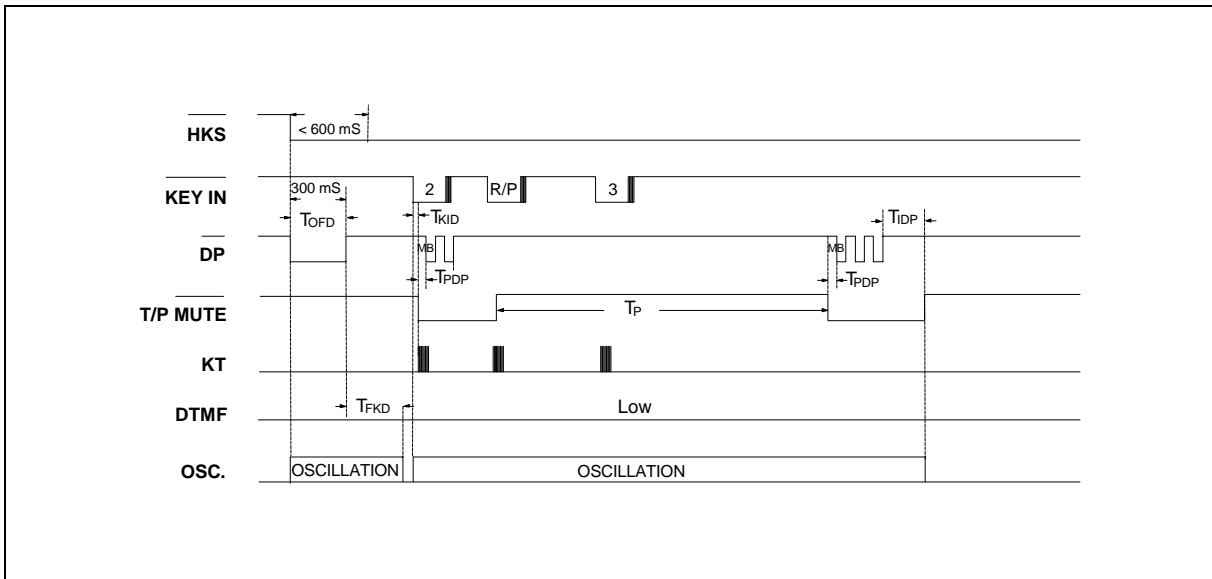 HKS
< 600 mS
KEY IN
300 mS
2
R/P
3
TOFD
TKID
TIDP
DP
MB
MB
TPDP
TPDP
T/P MUTE
TP
KT
DTMF
TFKD
Low
OSC.
OSCILLATION
OSCILLATION